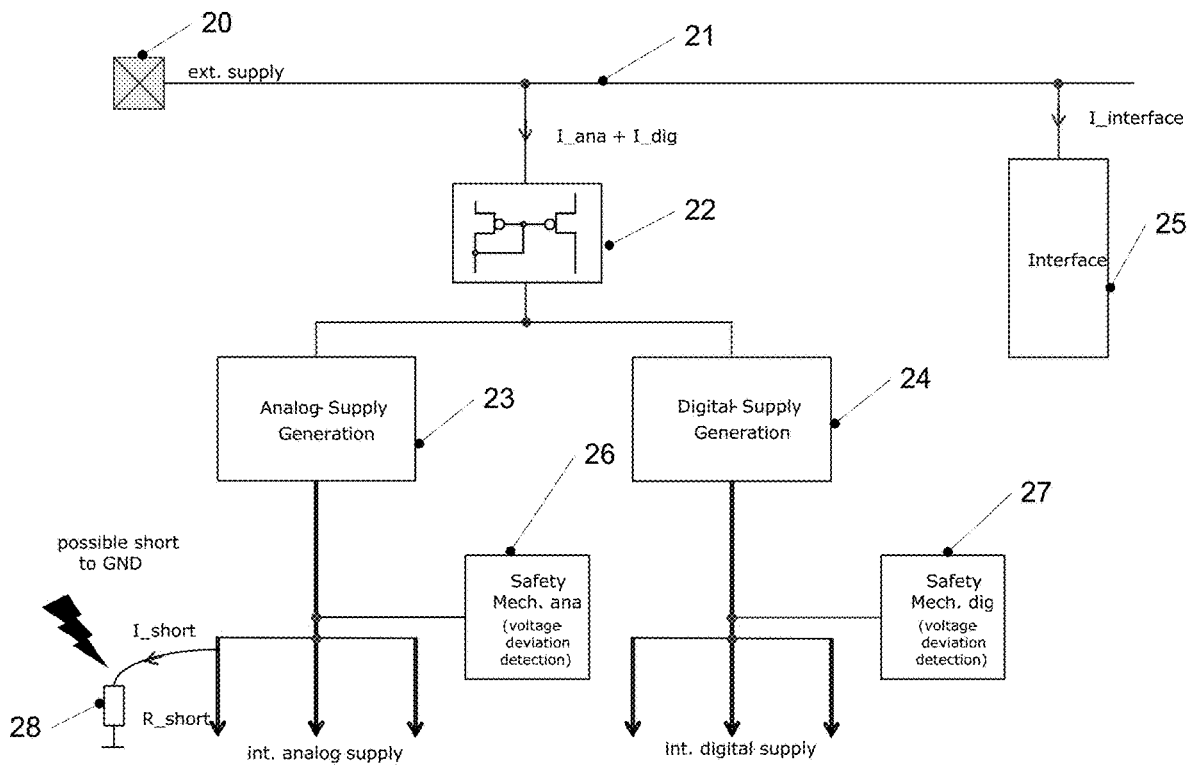 20
21
ext. supply
I_ana + I_dig
I_interface
22
25
Interface
23
24
Analog Supply
Generation
Digital Supply
Generation
26
27
possible short
to GND
Safety
Mech. ana
(voltage
deviation
detection)
Safety
Mech. dig
(voltage
deviation
detection)
I_short
28
R_short
int. analog supply
int. digital supply